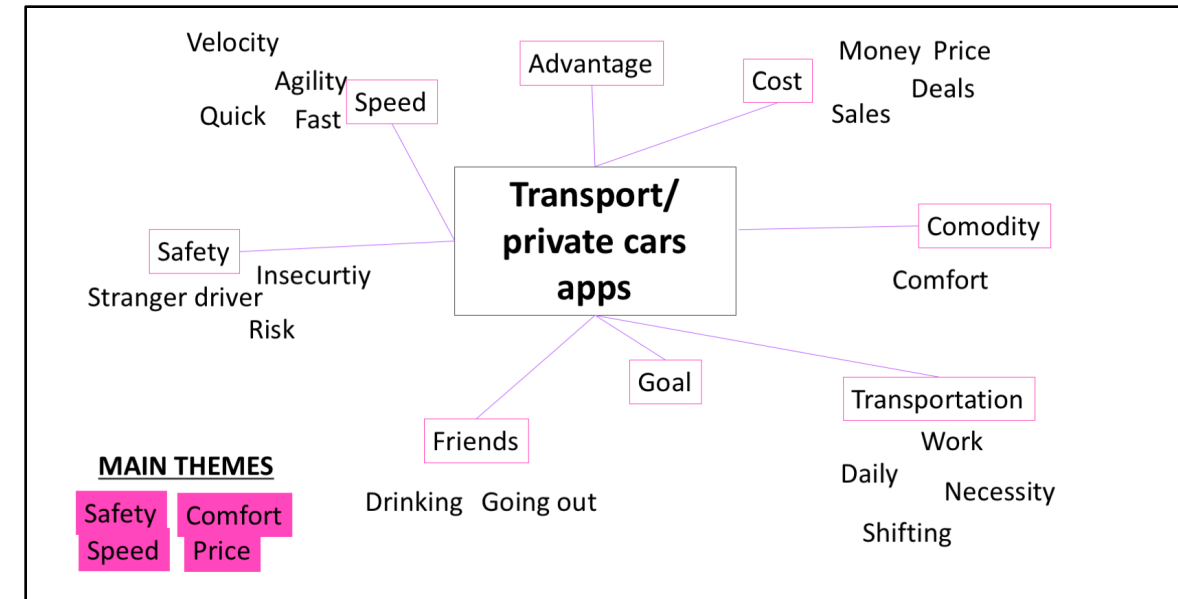 Velocity
Agility
Quick
Fast
Speed
Advantage
Cost
Money Price
Deals
Sales
Transport/
private cars
apps
Safety
Insecurtiy
Stranger driver
Risk
Comodity
Comfort
Goal
Friends
Drinking
Going out
Transportation
Work
Daily
Necessity
Shifting
MAIN THEMES
Safety
Comfort
Speed
Price